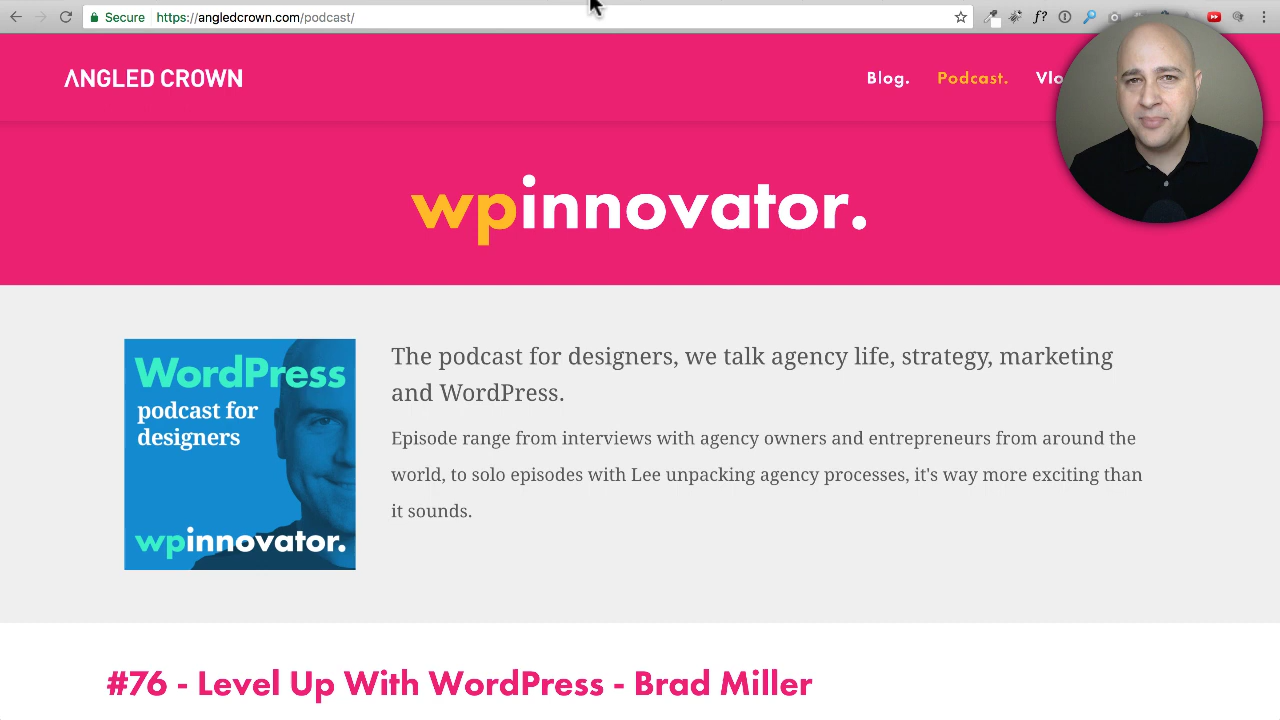 Secure https://angledcrown.com/podcast/
f?
ANGLED CROWN
Blog. Podcast.
wpinnovator.
WordPress
podcast for
designers
wpinnovator.
The podcast for designers, we talk agency life, strategy, marketing
and WordPress.
Episode range from interviews with agency owners and entrepreneurs from around the
world, to solo episodes with Lee unpacking agency processes, it's way more exciting than
it sounds.
#76 - Level Up With WordPress - Brad Miller